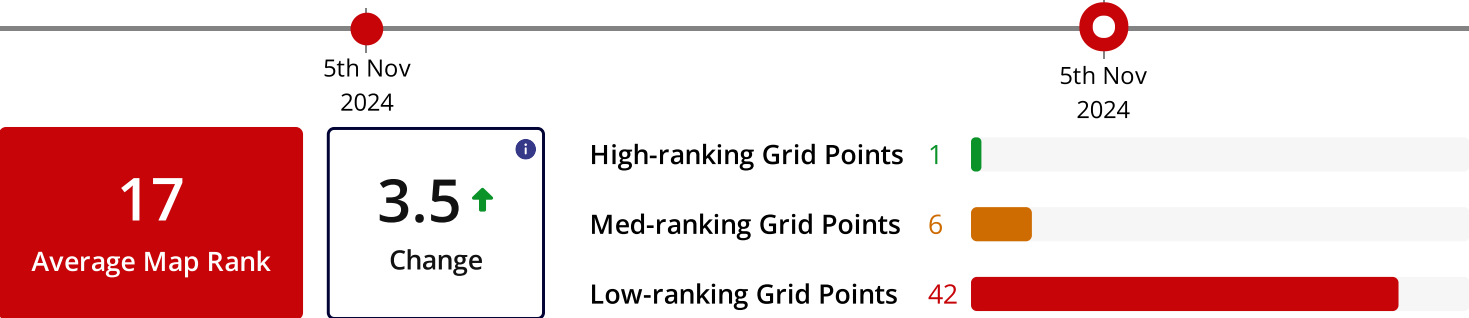 5th Nov
2024
5th Nov
2024
17
Average Map Rank
3.5
Change
High-ranking Grid Points 1
Med-ranking Grid Points 6
Low-ranking Grid Points 42